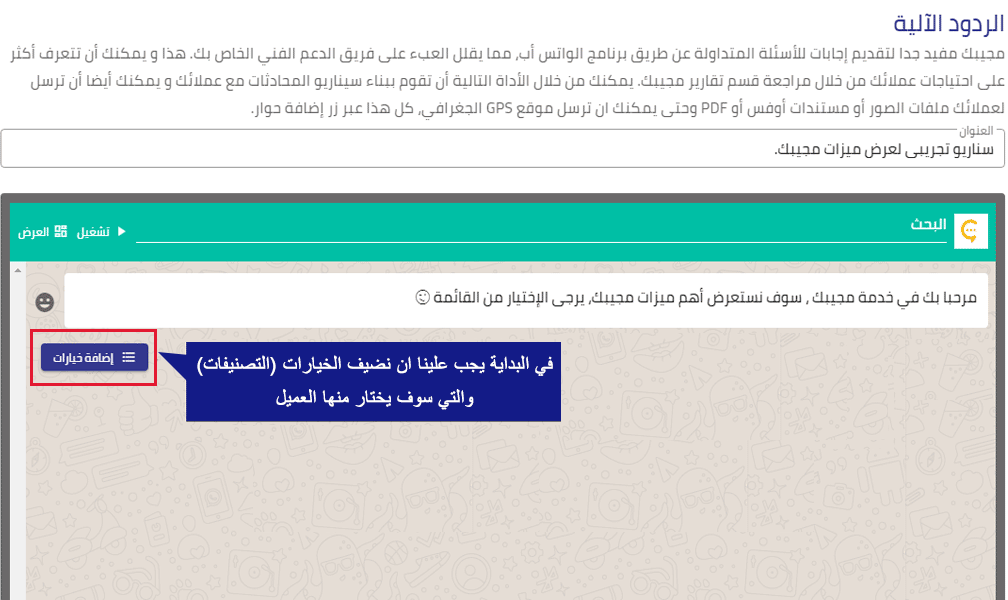 الردود الآلية
مجيبك مفيد جدا لتقديم إجابات للأسئلة المتداولة عن طريق برنامج الواتس أب، مما يقلل العبء على فريق الدعم الفني الخاص بك. هذا و يمكنك أن تتعرف أكثر
على احتياجات عملائك من خلال مراجعة قسم تقارير مجيبك. يمكنك من خلال الأداة التالية أن تقوم ببناء سيناريو المحادثات مع عملائك و يمكنك أيضا أن ترسل
لعملائك ملفات الصور أو مستندات أوفس أو PDF وحتى يمكنك ان ترسل موقع GPS الجغرافي، كل هذا عبر زر إضافة حوار.
العنوان
سناريو تجريبى لعرض ميزات مجيبك.
البحث
تشغيل
العرض
مرحبا بك في خدمة مجيبك , سوف نستعرض أهم ميزات مجيبك، يرجى الإختيار من القائمة
إضافة خيارات
في البداية يجب علينا ان نضيف الخيارات (التصنيفات)
والتي سوف يختار منها العميل